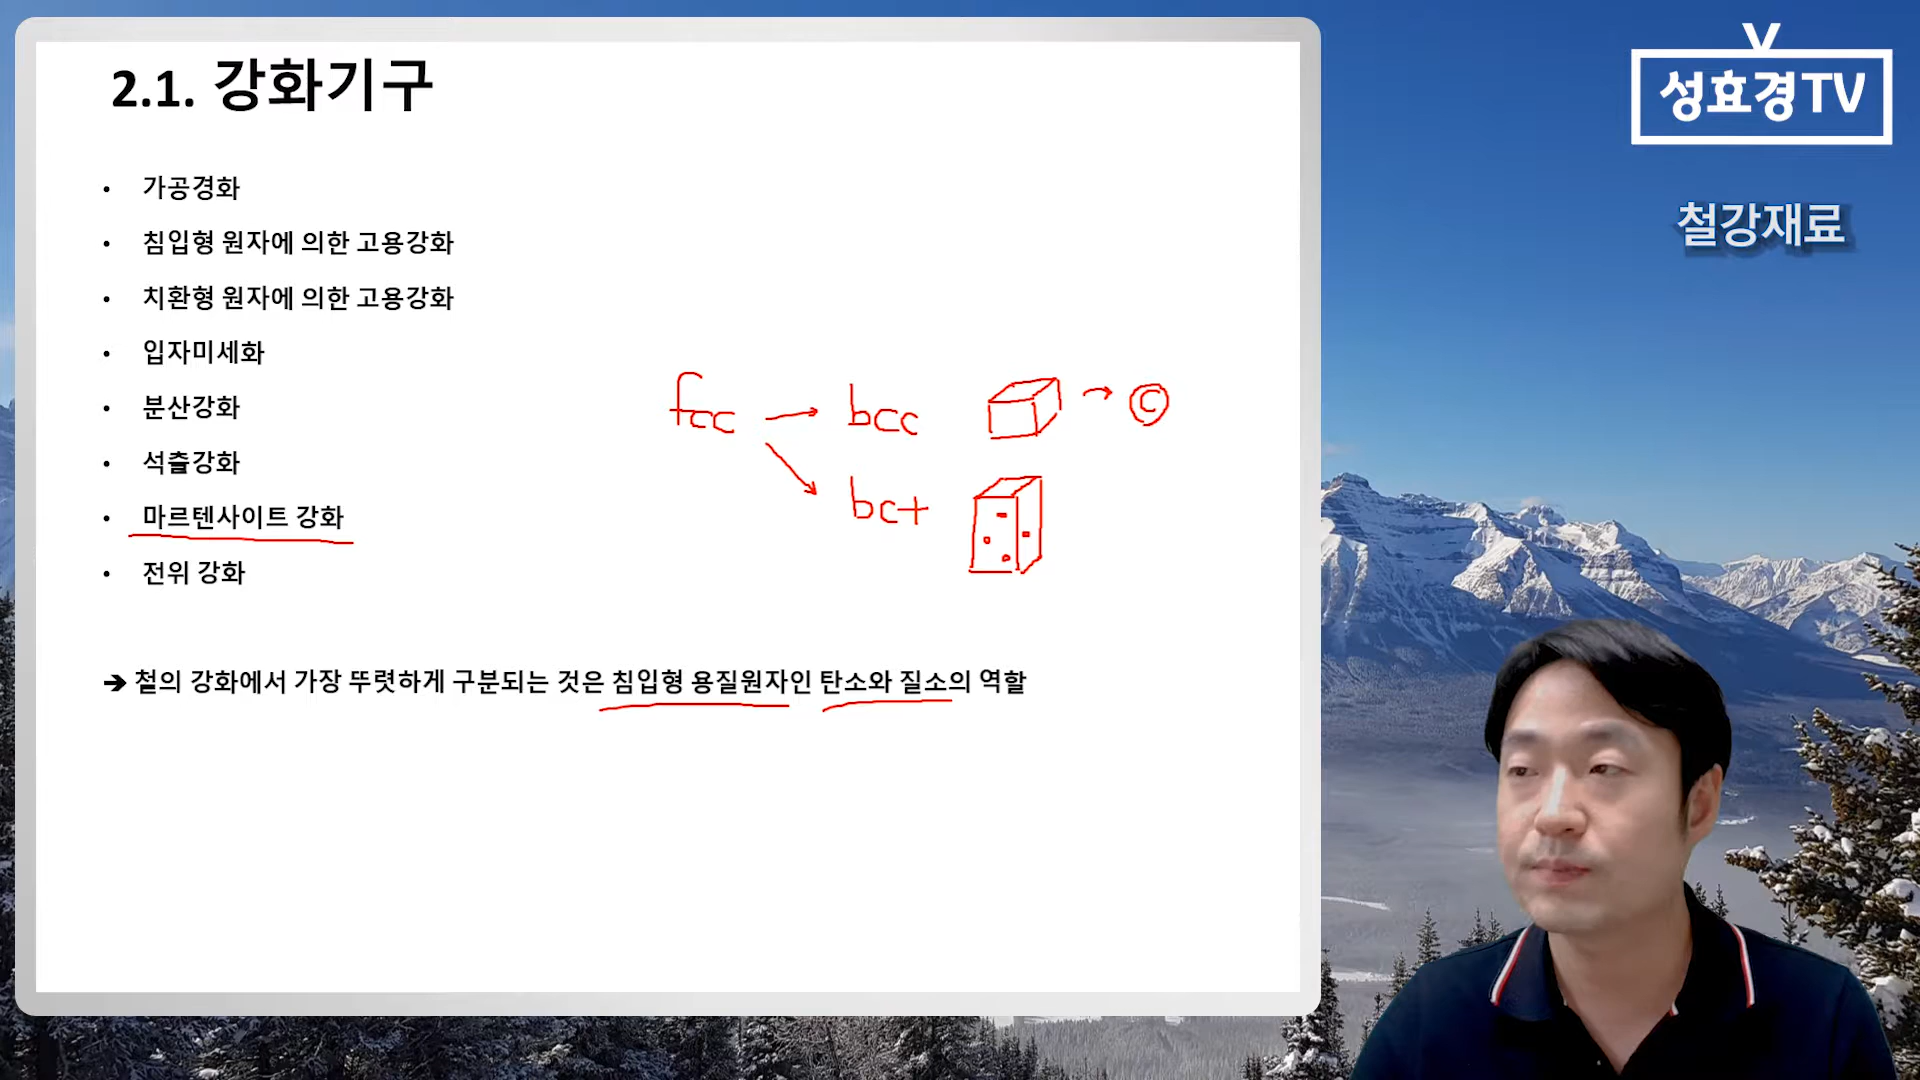 2.1. 강화기구
성효경TV
철강재료
• 가공경화
• 침입형 원자에 의한 고용강화
• 치환형 원자에 의한 고용강화
• 입자미세화
• 분산강화
• 석출강화
• 마르텐사이트 강화
• 전위 강화
fcc → bcc → ⓒ
bct
➔ 철의 강화에서 가장 뚜렷하게 구분되는 것은 침입형 용질원자인 탄소와 질소의 역할